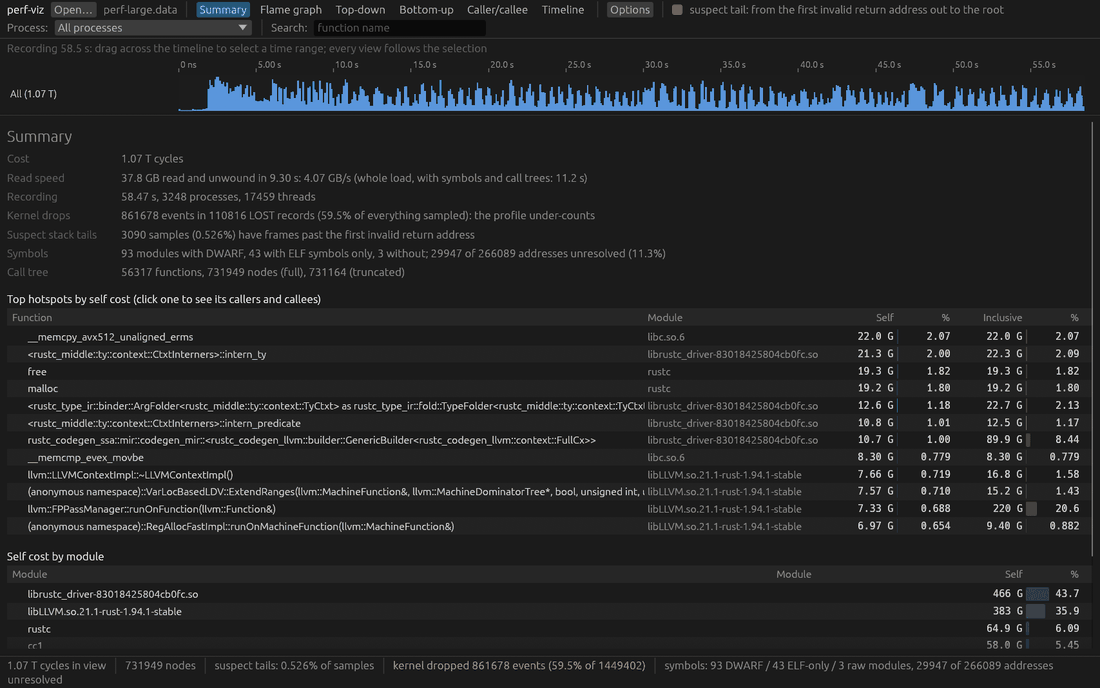 perf-viz Open... perf-large.data Summary Flame graph Top-down Bottom-up Caller/callee Timeline Options suspect tail: from the first invalid return address out to the root
Process: All processes Search: function name
Recording 58.5 s: drag across the timeline to select a time range; every view follows the selection
0 ns 5.00 s 10.0 s 15.0 s 20.0 s 25.0 s 30.0 s 35.0 s 40.0 s 45.0 s 50.0 s 55.0 s
All (1.07 T)
Summary
Cost 1.07 T cycles
Read speed 37.8 GB read and unwound in 9.30 s: 4.07 GB/s (whole load, with symbols and call trees: 11.2 s)
Recording 58.47 s, 3248 processes, 17459 threads
Kernel drops 861678 events in 110816 LOST records (59.5% of everything sampled): the profile under-counts
Suspect stack tails 3090 samples (0.526%) have frames past the first invalid return address
Symbols 93 modules with DWARF, 43 with ELF symbols only, 3 without; 29947 of 266089 addresses unresolved (11.3%)
Call tree 56317 functions, 731949 nodes (full), 731164 (truncated)
Top hotspots by self cost (click one to see its callers and callees)
Function Module Self % Inclusive %
__memcpy_avx512_unaligned_erms libc.so.6 22.0 G 2.07 22.0 G 2.07
<rustc_middle::ty::context::CtxtInterners>::intern_ty librustc_driver-83018425804cb0fc.so 21.3 G 2.00 22.3 G 2.09
free rustc 19.3 G 1.82 19.3 G 1.82
malloc rustc 19.2 G 1.80 19.2 G 1.80
<rustc_type_ir::binder::ArgFolder<rustc_middle::ty::context::TyCtxt> as rustc_type_ir::fold::TypeFolder<rustc_middle::ty::context::TyCtxt librustc_driver-83018425804cb0fc.so 12.6 G 1.18 22.7 G 2.13
<rustc_middle::ty::context::CtxtInterners>::intern_predicate librustc_driver-83018425804cb0fc.so 10.8 G 1.01 12.5 G 1.17
rustc_codegen_ssa::mir::codegen_mir::<rustc_codegen_llvm::builder::GenericBuilder<rustc_codegen_llvm::context::FullCx>> librustc_driver-83018425804cb0fc.so 10.7 G 1.00 89.9 G 8.44
__memcmp_evex_movbe libc.so.6 8.30 G 0.779 8.30 G 0.779
llvm::LLVMContextImpl::~LLVMContextImpl() libLLVM.so.21.1-rust-1.94.1-stable 7.66 G 0.719 16.8 G 1.58
(anonymous namespace)::VarLocBasedLDV::ExtendRanges(llvm::MachineFunction&, llvm::MachineDominatorTree*, bool, unsigned int, libLLVM.so.21.1-rust-1.94.1-stable 7.57 G 0.710 15.2 G 1.43
llvm::FPPassManager::runOnFunction(llvm::Function&) libLLVM.so.21.1-rust-1.94.1-stable 7.33 G 0.688 220 G 20.6
(anonymous namespace)::RegAllocFastImpl::runOnMachineFunction(llvm::MachineFunction&) libLLVM.so.21.1-rust-1.94.1-stable 6.97 G 0.654 9.40 G 0.882
Self cost by module
Module Module Self %
librustc_driver-83018425804cb0fc.so 466 G 43.7
libLLVM.so.21.1-rust-1.94.1-stable 383 G 35.9
rustc 64.9 G 6.09
cc1 58.0 G 5.45
1.07 T cycles in view 731949 nodes suspect tails: 0.526% of samples kernel dropped 861678 events (59.5% of 1449402) symbols: 93 DWARF / 43 ELF-only / 3 raw modules, 29947 of 266089 addresses
unresolved